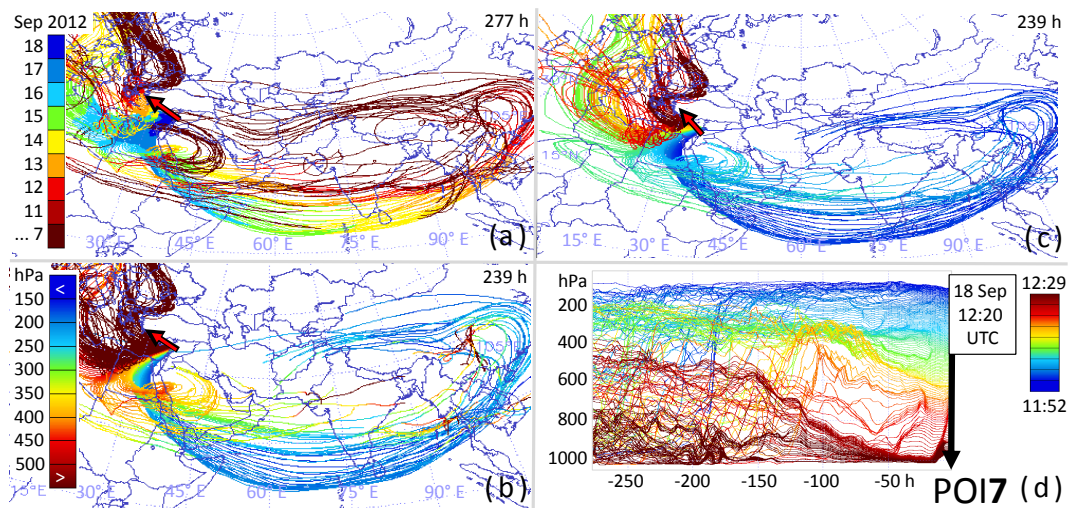 Sep 2012
277 h
18
17
16
15
14
13
12
11
... 7
30° E
45° E
60° E
75° E
90° E
(a)
239 h
15°N
105°
15°E
30° E
45° E
60° E
75° E
90° E
(c)
hPa
<
150
200
250
300
350
400
450
500
>
239 h
105°E
15°E
30° E
45° E
60° E
75° E
90° E
(b)
hPa
200
400
600
800
1000
-250
-200
-150
-100
-50 h
18 Sep
12:20
UTC
12:29
11:52
POI7
(d)